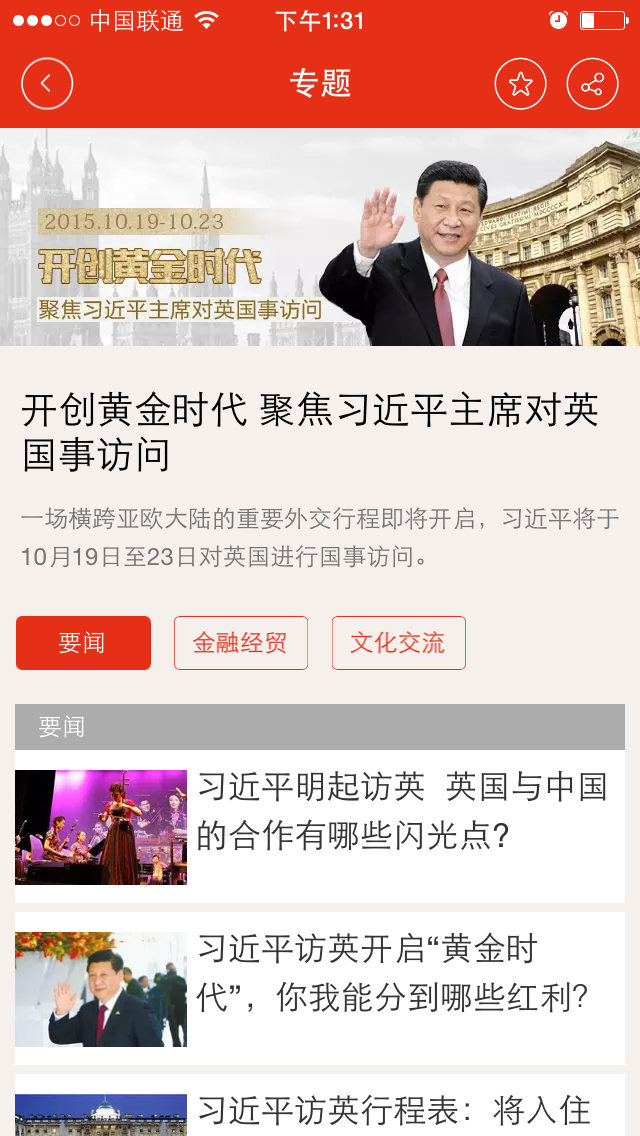 中国联通
下午1:31
专题
EDWARDI SEPTIMI REGIS
2015.10.19-10.23
开创黄金时代
聚焦习近平主席对英国事访问
开创黄金时代 聚焦习近平主席对英
国事访问
一场横跨亚欧大陆的重要外交行程即将开启，习近平将于
10月19日至23日对英国进行国事访问。
要闻
金融经贸
文化交流
要闻
习近平明起访英 英国与中国
的合作有哪些闪光点?
习近平访英开启“黄金时
代”，你我能分到哪些红利?
习近平访英行程表：将入住